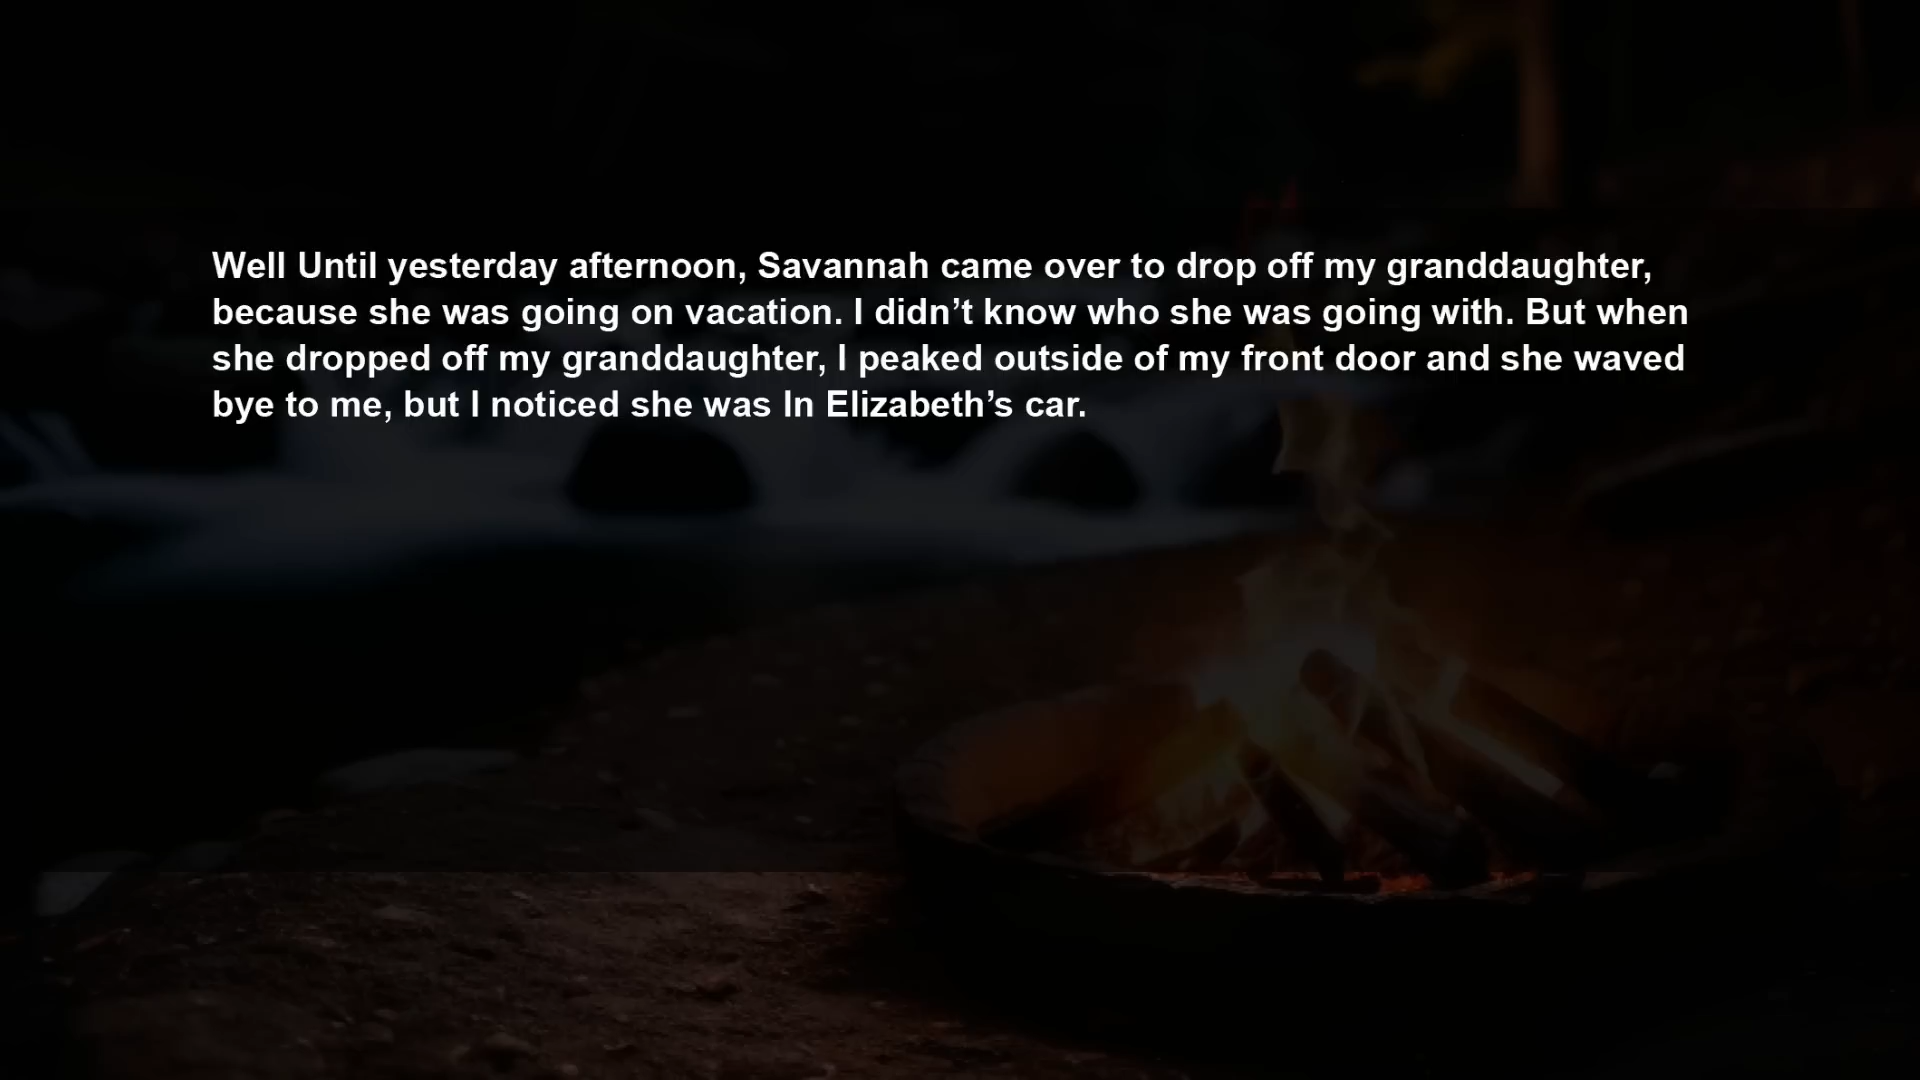 Well Until yesterday afternoon, Savannah came over to drop off my granddaughter,
because she was going on vacation. I didn’t know who she was going with. But when
she dropped off my granddaughter, I peaked outside of my front door and she waved
bye to me, but I noticed she was In Elizabeth’s car.